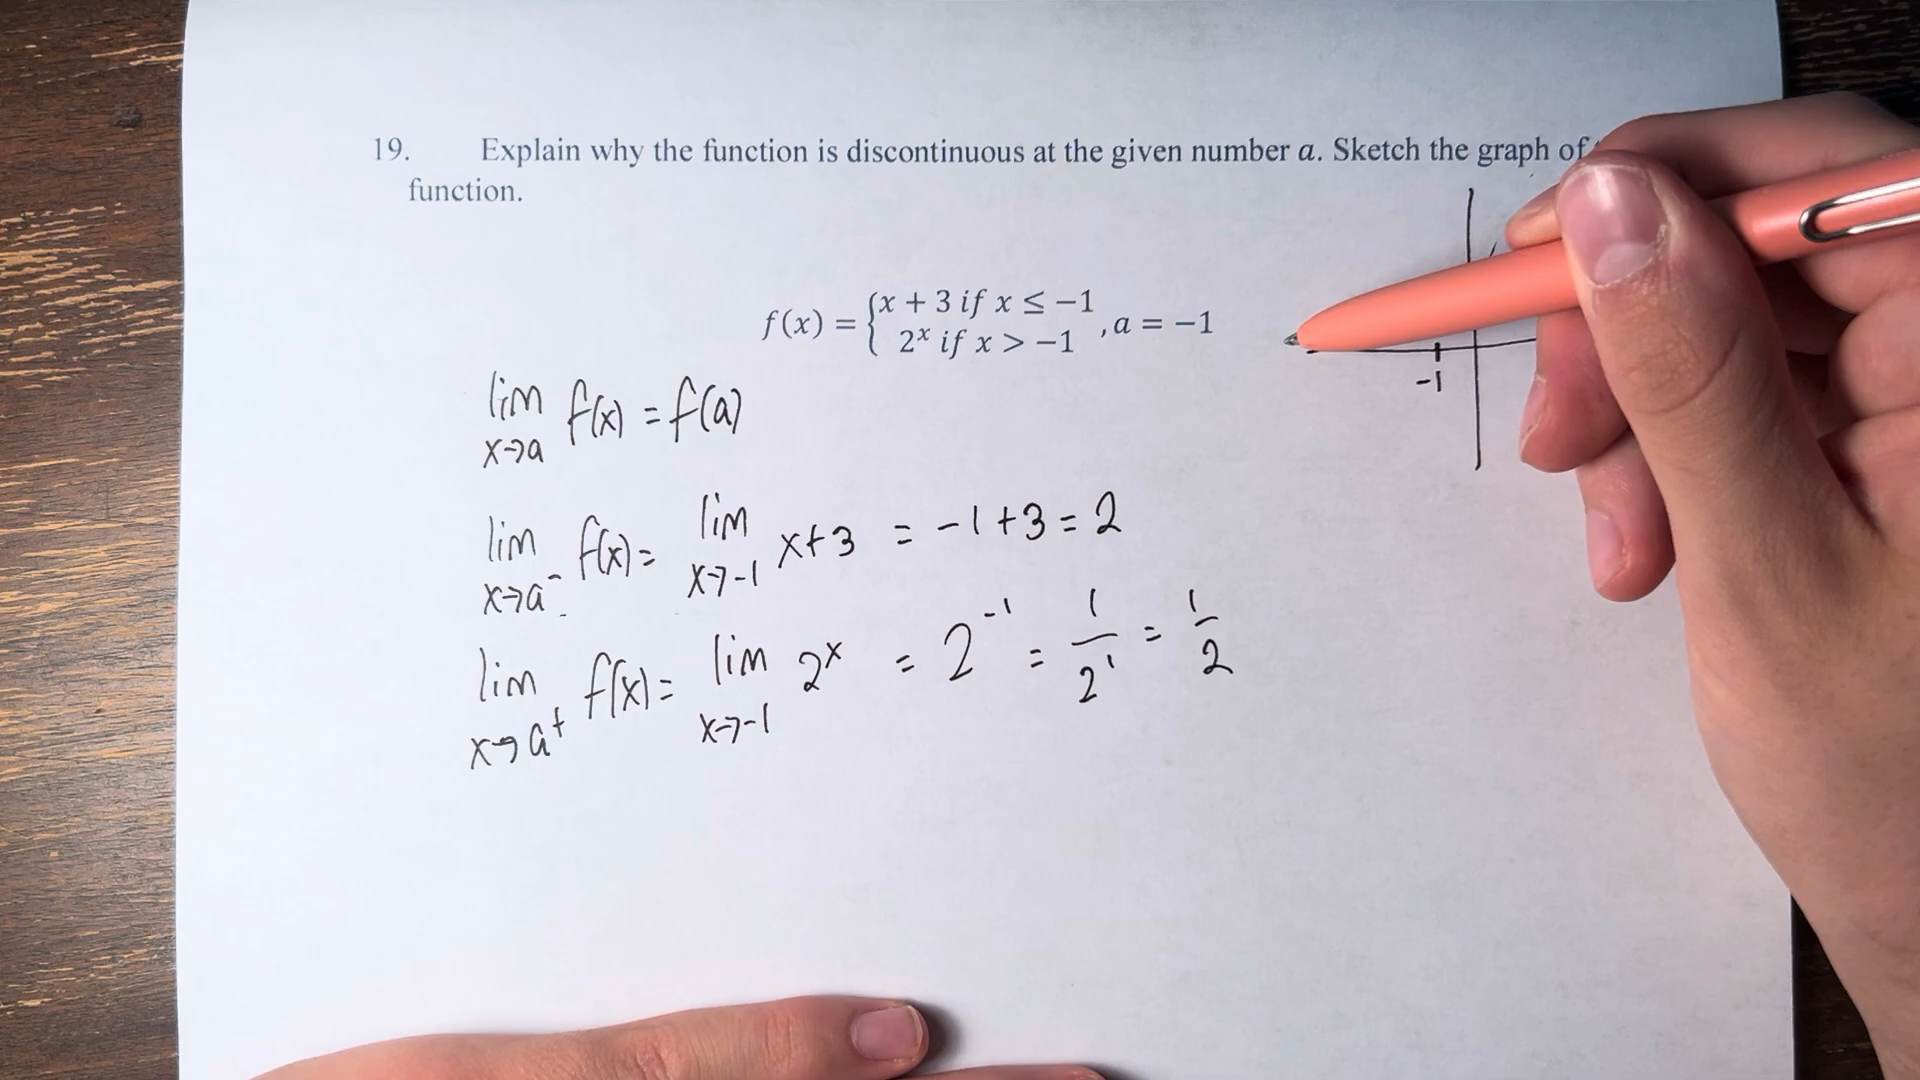 19. Explain why the function is discontinuous at the given number a. Sketch the graph of
function.
f(x) = { x + 3 if x ≤ −1
2^x if x > −1 , a = −1
-1
lim x→a f(x) = f(a)
lim x→a⁻ f(x) = lim x→-1 x+3 = -1+3 = 2
lim x→a⁺ f(x) = lim x→-1 2^x = 2^-1 = 1/2^1 = 1/2